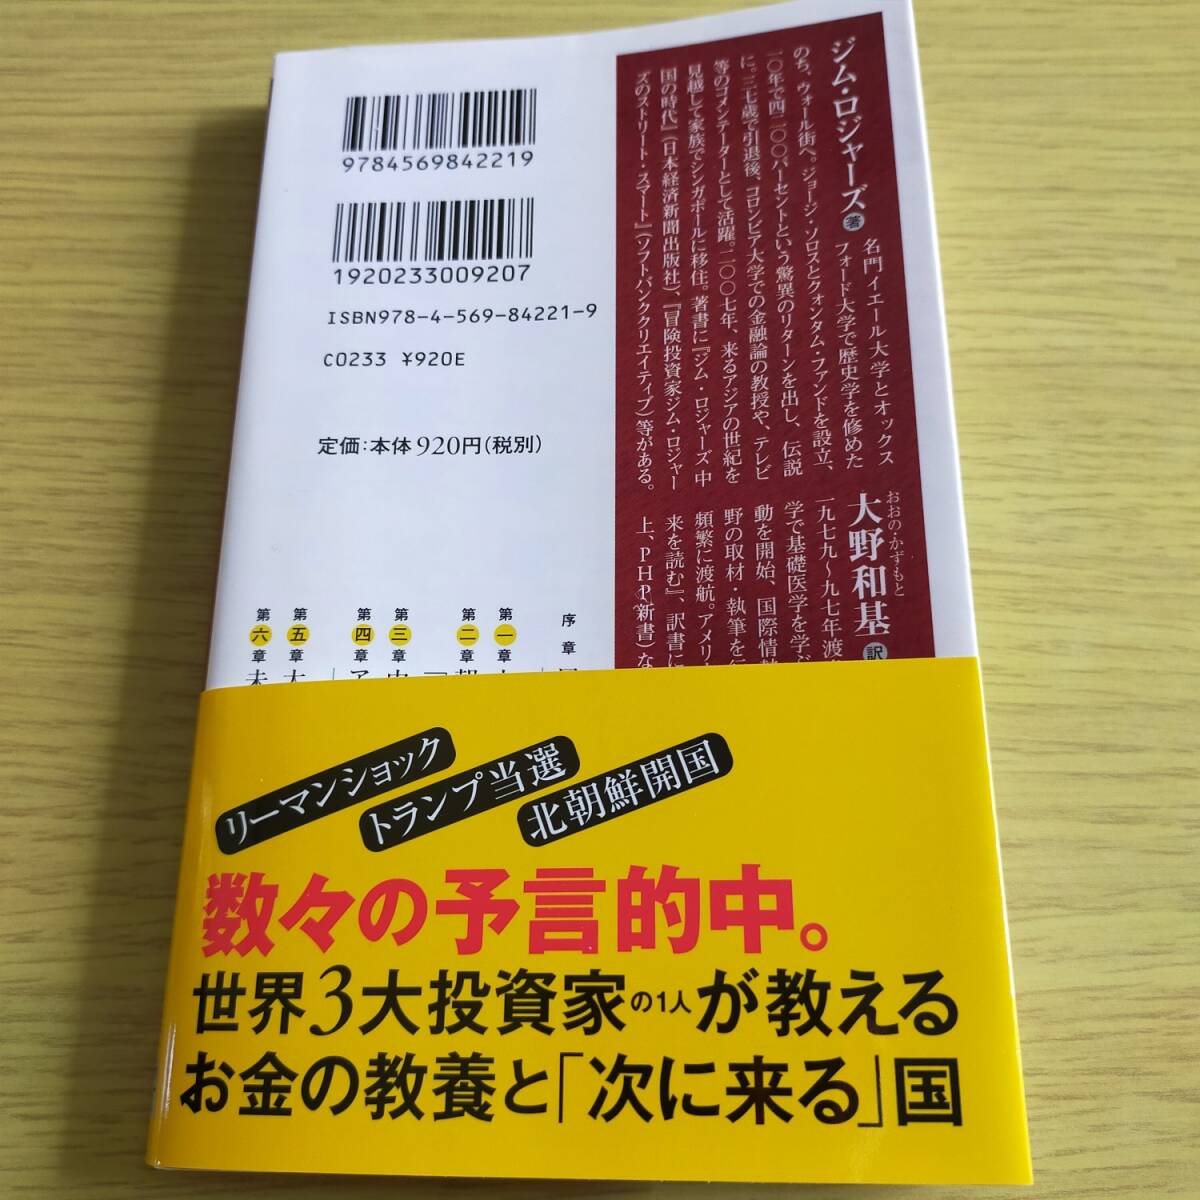 9784569842219
1920233009207
ISBN978-4-569-84221-9
C0233 ¥920E
定価:本体920円(税別)
ジム・ロジャーズ 著
名門イエール大学とオックス
フォード大学で歴史学を修めた
のち、ウォール街へ。ジョージ・ソロスとクォンタム・ファンドを設立、
一〇年で四二〇〇パーセントという驚異のリターンを出し、伝説
に。三七歳で引退後、コロンビア大学での金融論の教授や、テレビ
等のコメンテーターとして活躍。二〇〇七年、来るアジアの世紀を
見越して家族でシンガポールに移住。著書に『ジム・ロジャーズ 中
国の時代』(日本経済新聞出版社)、『冒険投資家ジム・ロジャー
ズのストリート・スマート』(ソフトバンククリエイティブ)等がある。
おおの・かずもと
大野和基 訳
一九七九~九七年渡
学で基礎医学を学ぶ
動を開始、国際情勢
野の取材・執筆を行
頻繁に渡航。アメリカ
来を読む』、訳書に
上、PHP新書)な
序章
第一章
第二章
第三章
第四章
第五章
第六章
リーマンショック
トランプ当選
北朝鮮開国
数々の予言的中。
世界3大投資家の1人が教える
お金の教養と「次に来る」国